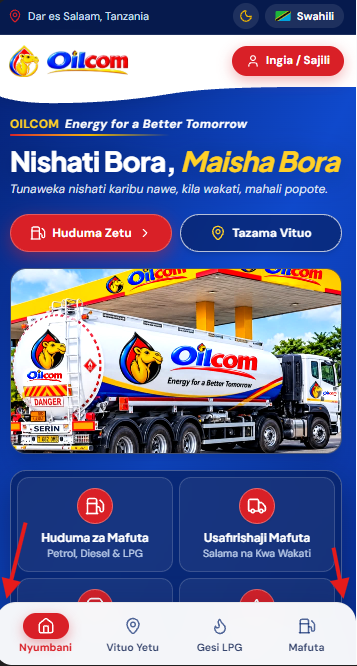 Dar es Salaam, Tanzania
Swahili
Oilcom
Ingia / Sajili
OILCOM Energy for a Better Tomorrow
Nishati Bora, Maisha Bora
Tunaweka nishati karibu nawe, kila wakati, mahali popote.
Huduma Zetu
Tazama Vituo
Oilcom
Oilcom
Energy for a Better Tomorrow
Oilcom
DANGER
SERIN
Huduma za Mafuta
Petrol, Diesel & LPG
Usafirishaji Mafuta
Salama na Kwa Wakati
Nyumbani
Vituo Yetu
Gesi LPG
Mafuta